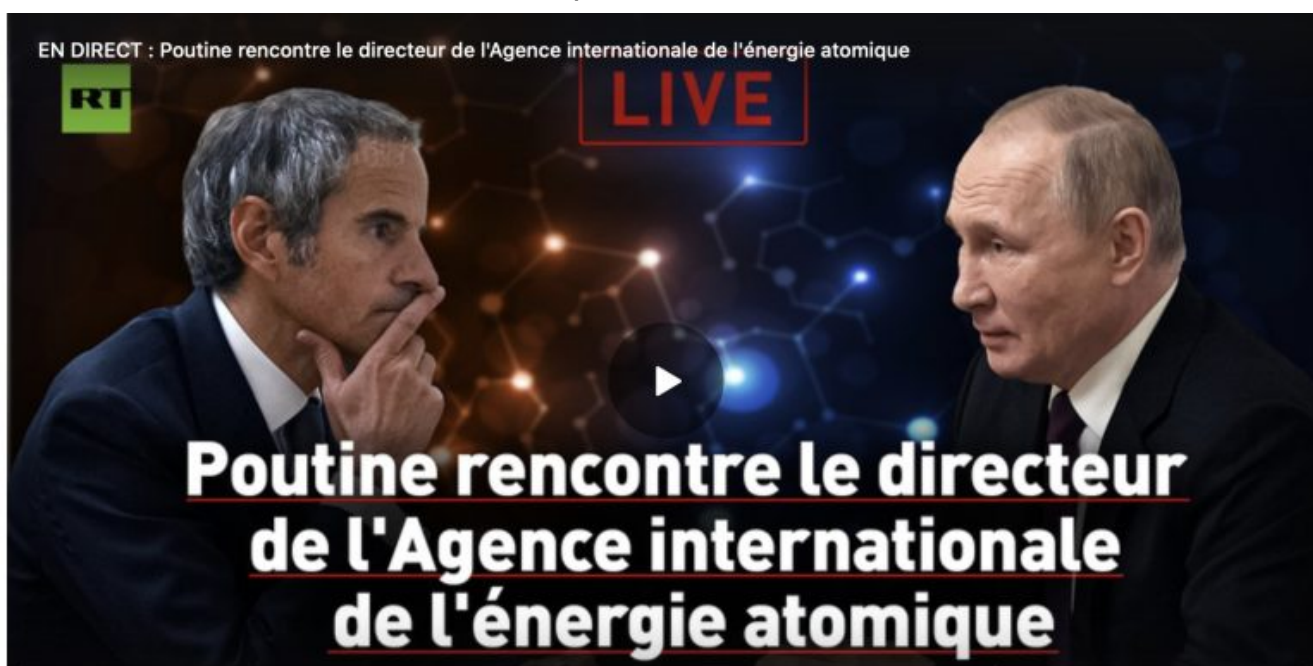 EN DIRECT : Poutine rencontre le directeur de l'Agence internationale de l'énergie atomique
RT
LIVE
Poutine rencontre le directeur
de l'Agence internationale
de l'énergie atomique